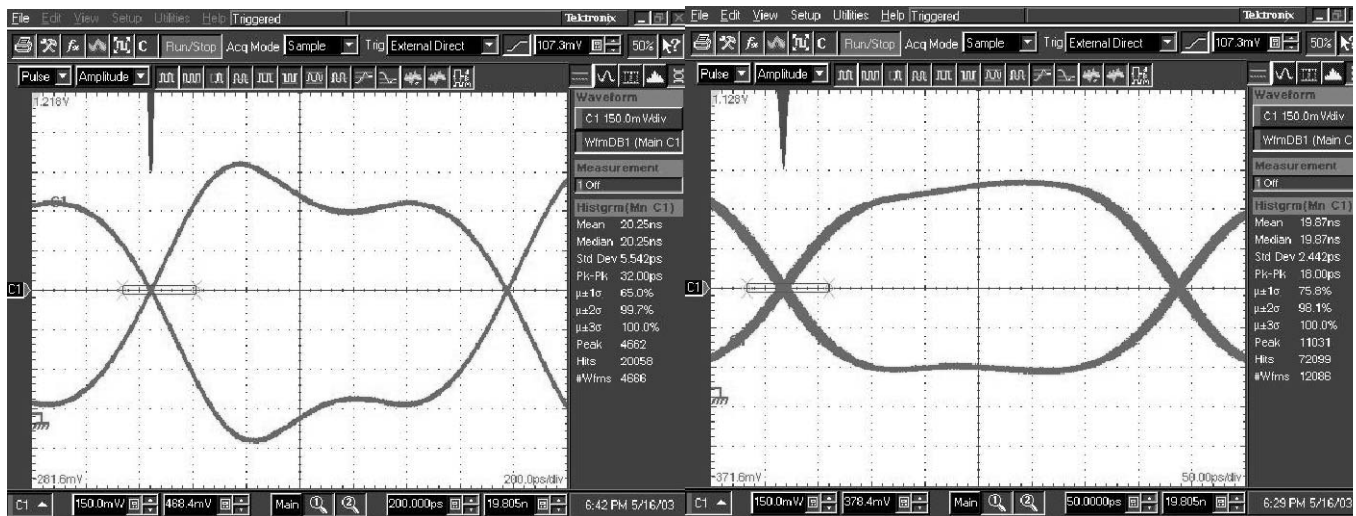 File Edit View Setup Utilities Help Triggered Tektronix
Run/Stop Acq Mode Sample Trig External Direct 107.3mV 50%
Pulse Amplitude
1.218V
C1
C1
-281.6mV 200.0ps/div
Waveform
C1 150.0mV/div
WfmDB1 (Main C1
Measurement
1 Off
Histgrm(Mn C1)
Mean 20.25ns
Median 20.25ns
Std Dev 5.542ps
Pk-Pk 32.00ps
µ±1σ 65.0%
µ±2σ 99.7%
µ±3σ 100.0%
Peak 4662
Hits 20058
#Wfms 4666
C1 150.0mV 468.4mV Main 200.000ps 19.805n 6:42 PM 5/16/03
File Edit View Setup Utilities Help Triggered Tektronix
Run/Stop Acq Mode Sample Trig External Direct 107.3mV 50%
Pulse Amplitude
1.128V
C1
-371.6mV 50.00ps/div
Waveform
C1 150.0mV/div
WfmDB1 (Main C
Measurement
1 Off
Histgrm(Mn C1)
Mean 19.87ns
Median 19.87ns
Std Dev 2.442ps
Pk-Pk 18.00ps
µ±1σ 75.8%
µ±2σ 98.1%
µ±3σ 100.0%
Peak 11031
Hits 72099
#Wfms 12086
C1 150.0mV 378.4mV Main 50.0000ps 19.805n 6:29 PM 5/16/03